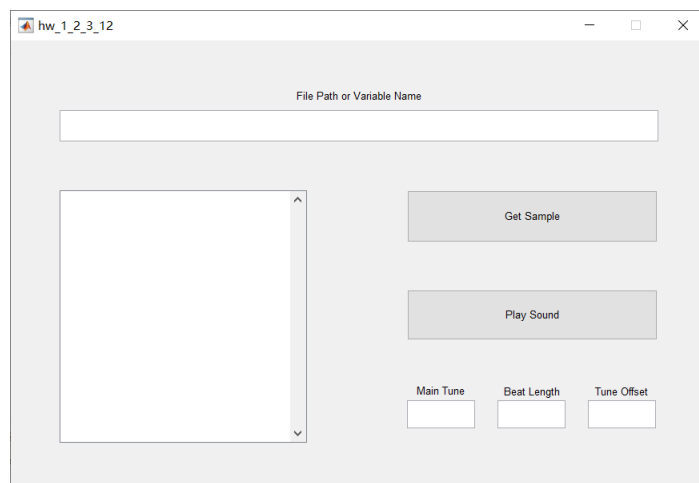 hw_1_2_3_12
File Path or Variable Name
Get Sample
Play Sound
Main Tune
Beat Length
Tune Offset